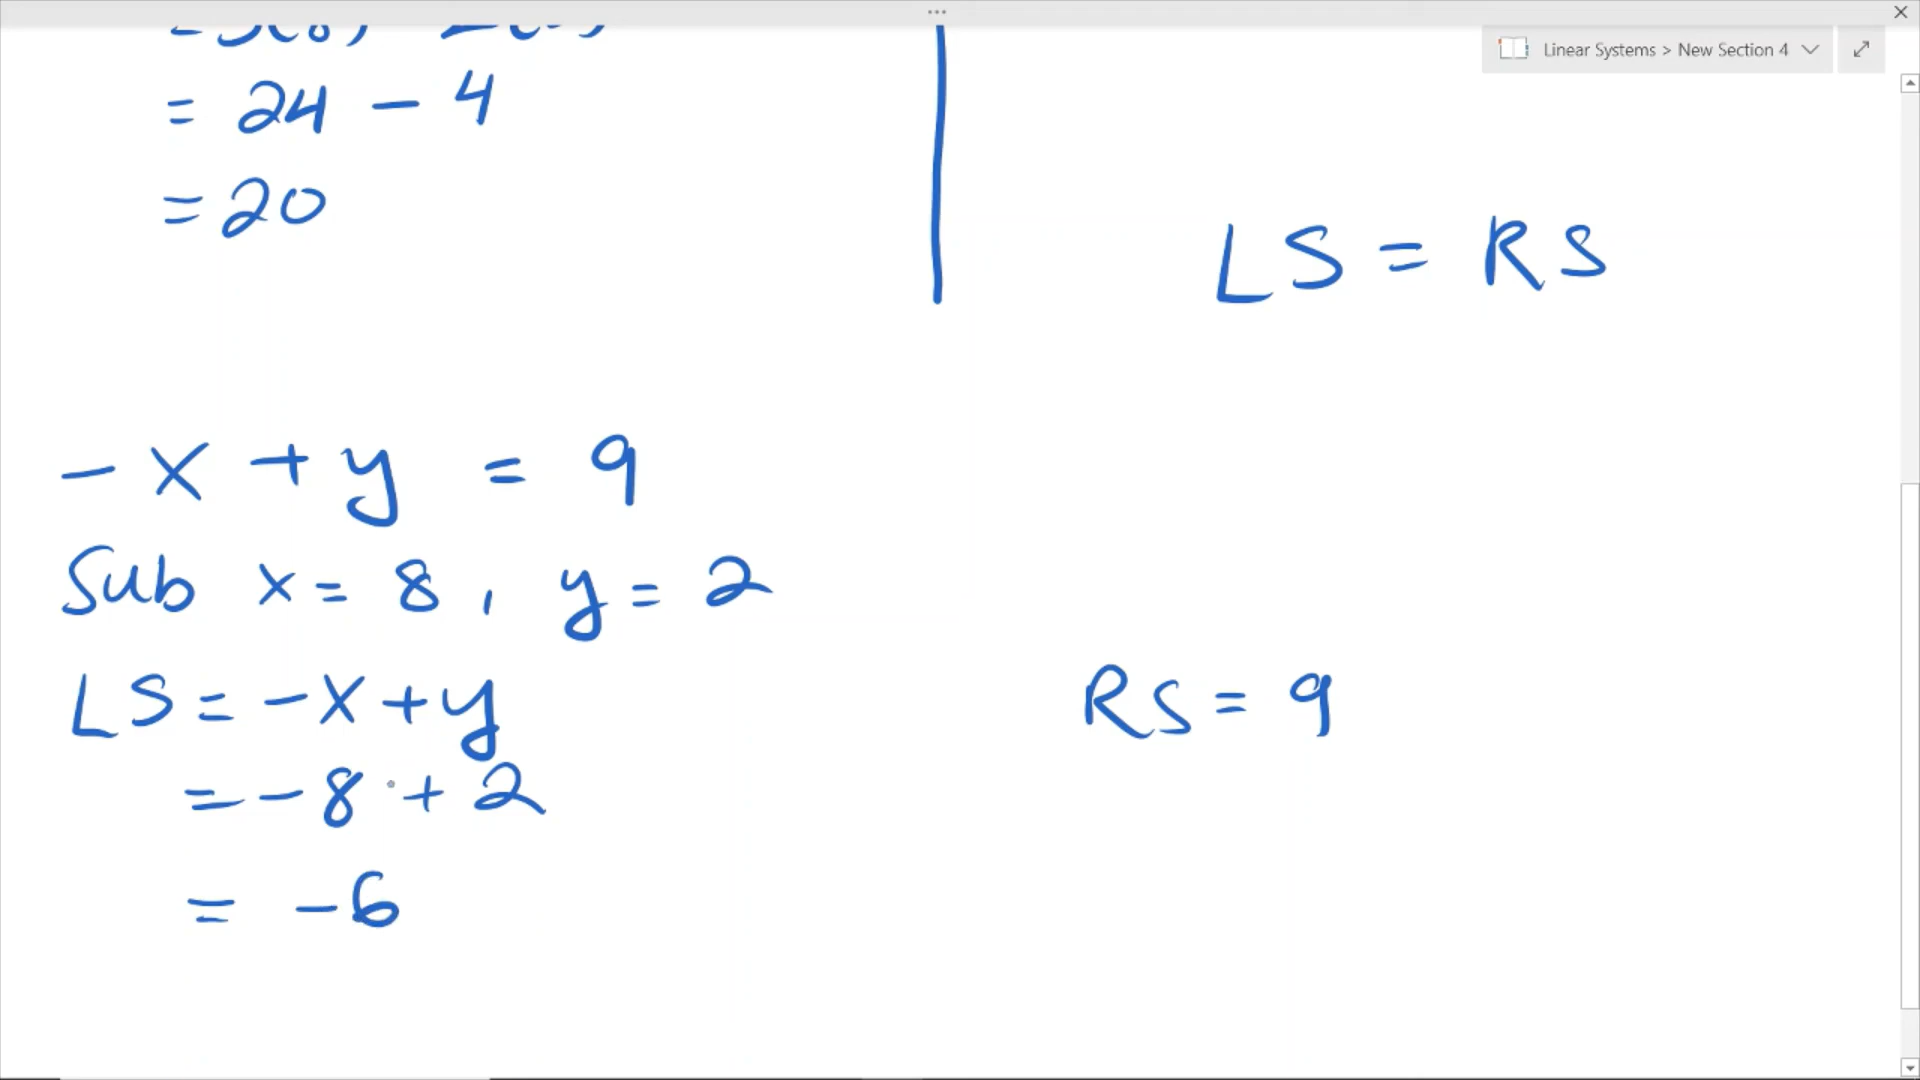 Linear Systems > New Section 4
= 24 - 4
= 20
LS = RS
-x + y = 9
Sub x = 8, y = 2
LS = -x + y
RS = 9
= -8 + 2
= -6